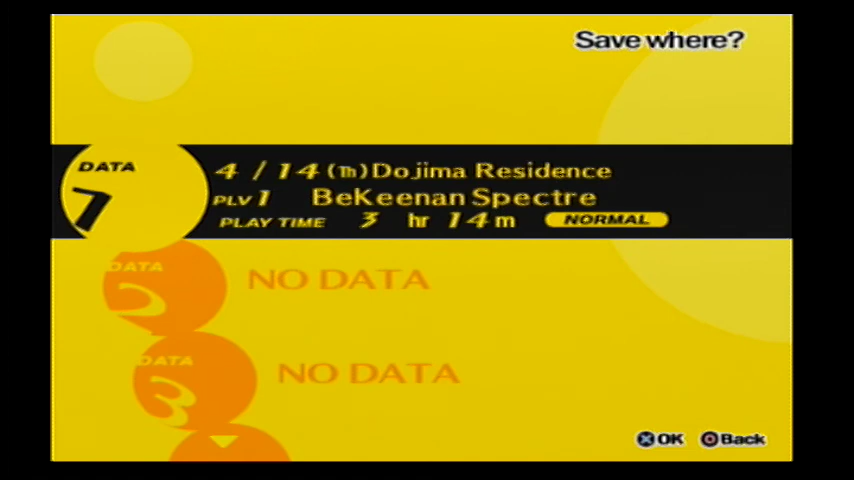 Save where?
DATA
1
4/14(Th)Dojima Residence
PLV 1 BeKeenan Spectre
PLAY TIME 3 hr 14m NORMAL
DATA
2
NO DATA
DATA
3
NO DATA
OK Back